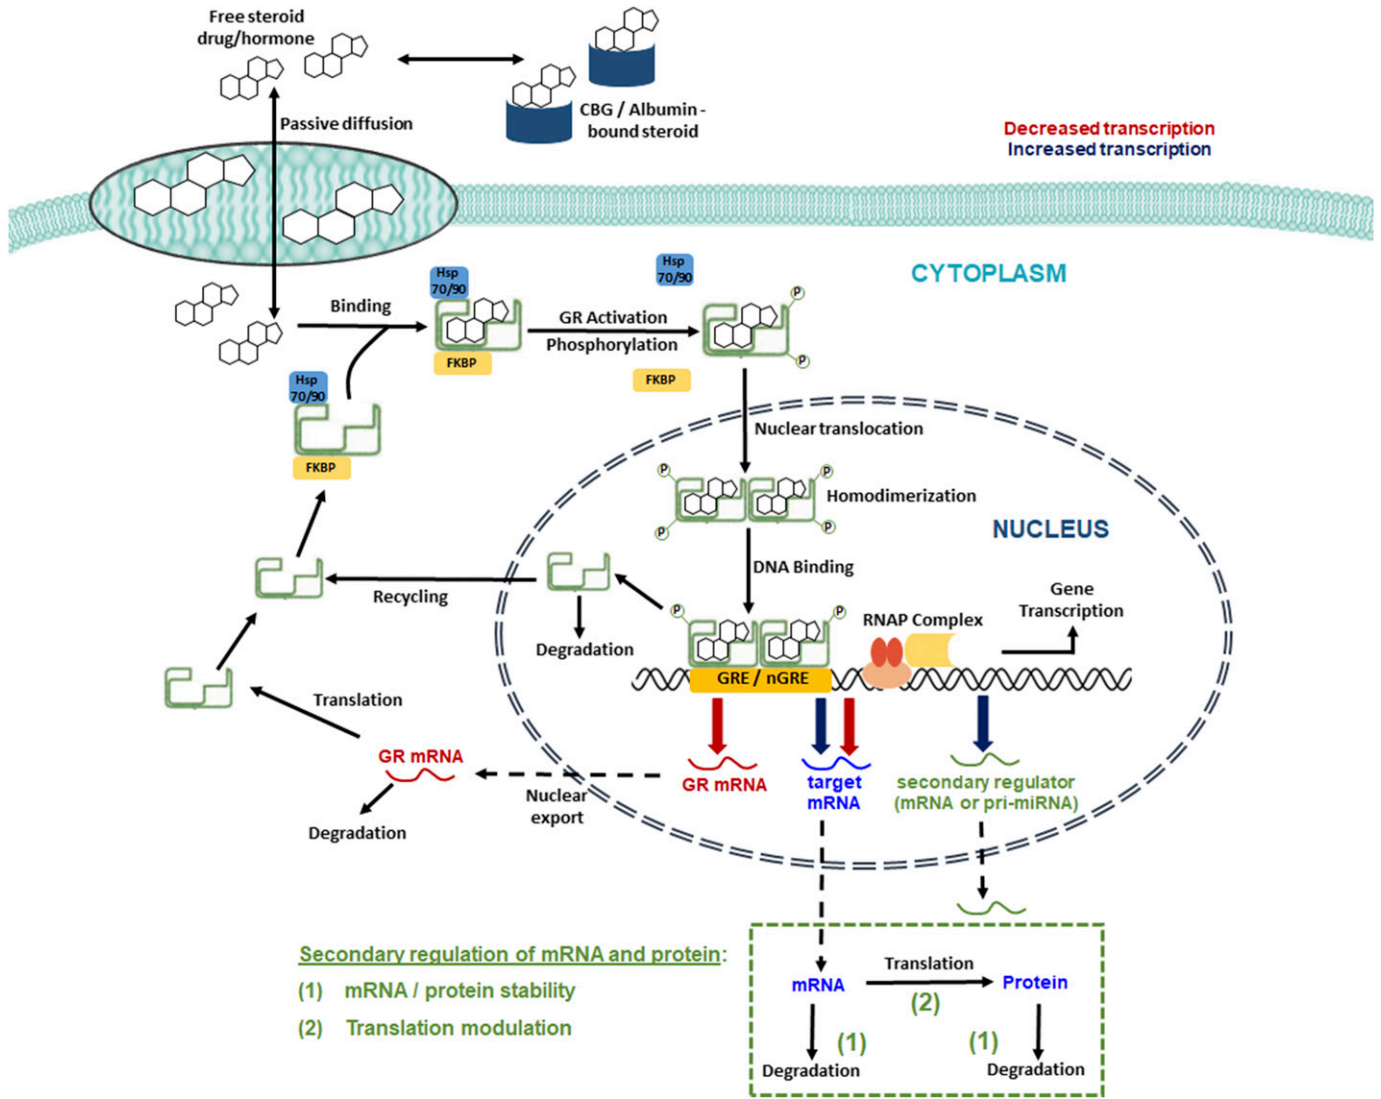 Free steroid
drug/hormone
CBG / Albumin -
bound steroid
Passive diffusion
Decreased transcription
Increased transcription
CYTOPLASM
Hsp
70/90
FKBP
Binding
Hsp
70/90
FKBP
GR Activation
Phosphorylation
Hsp
70/90
FKBP
P
P
Nuclear translocation
P
P
P
P
Homodimerization
NUCLEUS
DNA Binding
P
P
GRE / nGRE
RNAP Complex
Gene
Transcription
Recycling
Degradation
Translation
GR mRNA
Degradation
Nuclear
export
GR mRNA
target
mRNA
secondary regulator
(mRNA or pri-miRNA)
Secondary regulation of mRNA and protein:
(1) mRNA / protein stability
(2) Translation modulation
mRNA
Translation
(2)
Protein
(1)
(1)
Degradation
Degradation